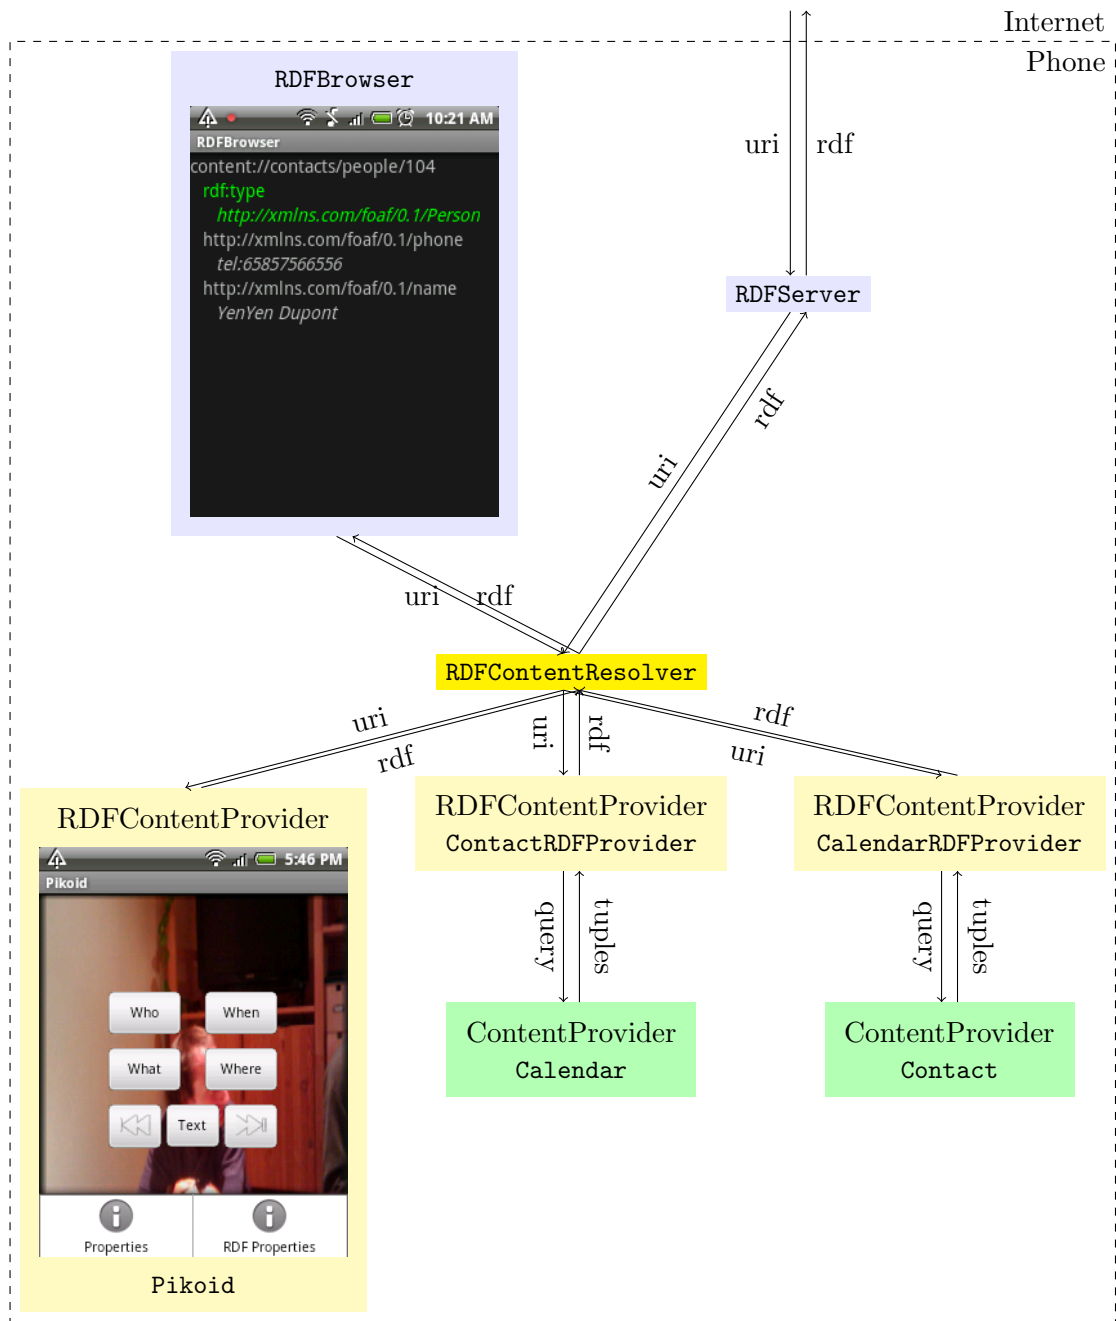 Internet
Phone
RDFBrowser
10:21 AM
RDFBrowser
content://contacts/people/104
rdf:type
http://xmlns.com/foaf/0.1/Person
http://xmlns.com/foaf/0.1/phone
tel:65857566556
http://xmlns.com/foaf/0.1/name
YenYen Dupont
uri
rdf
RDFServer
uri
rdf
uri
rdf
RDFContentResolver
uri
rdf
uri
rdf
rdf
uri
RDFContentProvider
5:46 PM
Pikoid
Who
When
What
Where
Text
Properties
RDF Properties
Pikoid
RDFContentProvider
ContactRDFProvider
query
tuples
ContentProvider
Calendar
RDFContentProvider
CalendarRDFProvider
query
tuples
ContentProvider
Contact